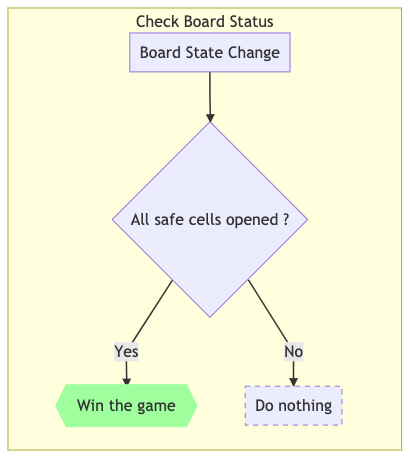 Check Board Status
Board State Change
All safe cells opened ?
Yes
No
Win the game
Do nothing